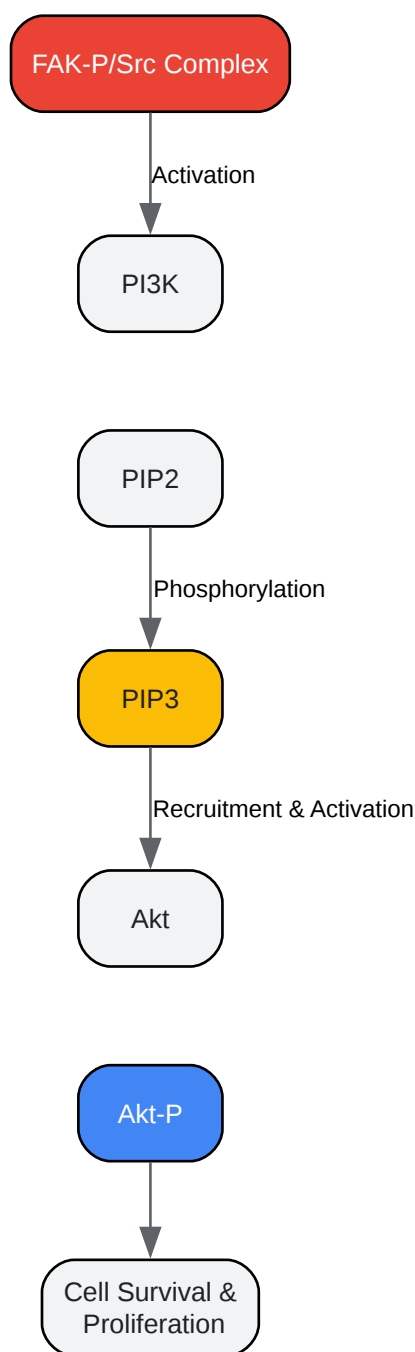 FAK-P/Src Complex
Activation
PI3K
PIP2
Phosphorylation
PIP3
Recruitment & Activation
Akt
Akt-P
Cell Survival &
Proliferation